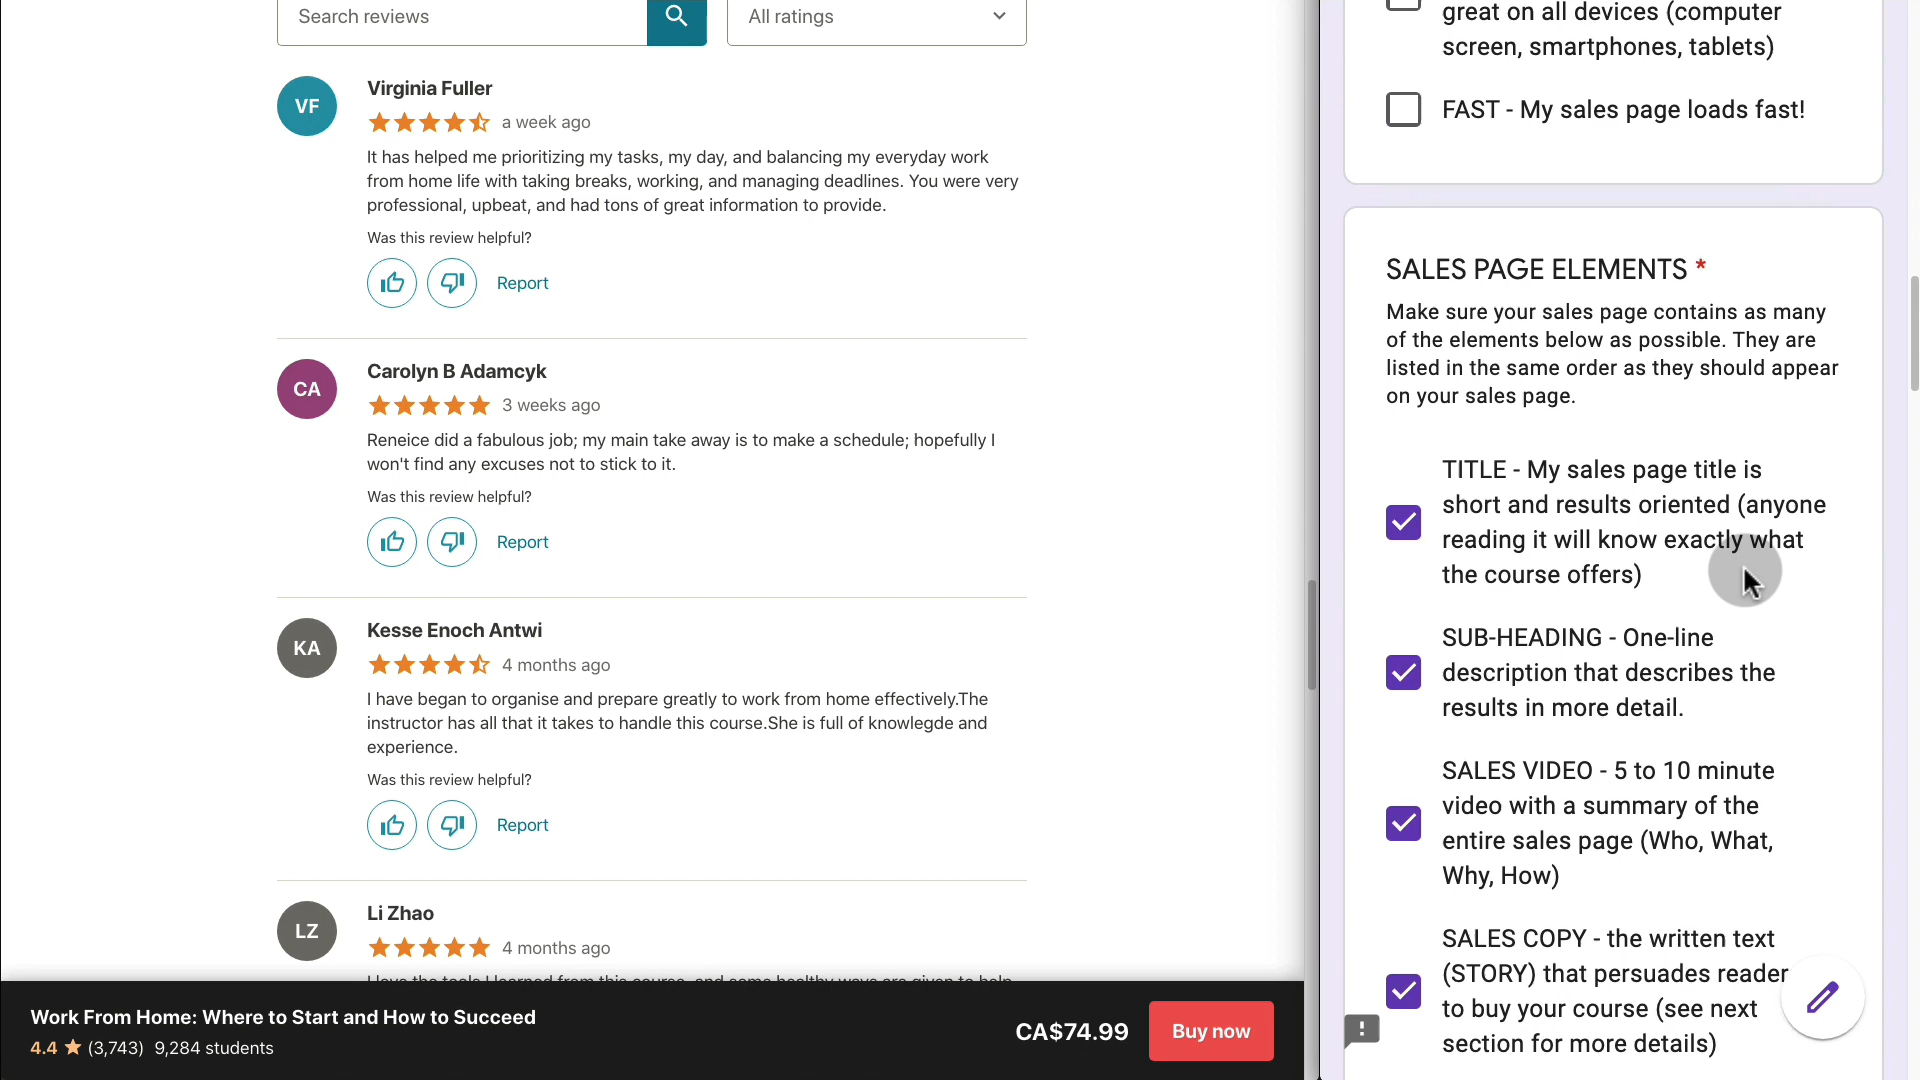 Search reviews
All ratings
VF
Virginia Fuller
a week ago
It has helped me prioritizing my tasks, my day, and balancing my everyday work
from home life with taking breaks, working, and managing deadlines. You were very
professional, upbeat, and had tons of great information to provide.
Was this review helpful?
Report
CA
Carolyn B Adamcyk
3 weeks ago
Reneice did a fabulous job; my main take away is to make a schedule; hopefully I
won't find any excuses not to stick to it.
Was this review helpful?
Report
KA
Kesse Enoch Antwi
4 months ago
I have began to organise and prepare greatly to work from home effectively.The
instructor has all that it takes to handle this course.She is full of knowlegde and
experience.
Was this review helpful?
Report
LZ
Li Zhao
4 months ago
Work From Home: Where to Start and How to Succeed
4.4 (3,743) 9,284 students
CA$74.99
Buy now
great on all devices (computer
screen, smartphones, tablets)
FAST - My sales page loads fast!
SALES PAGE ELEMENTS *
Make sure your sales page contains as many
of the elements below as possible. They are
listed in the same order as they should appear
on your sales page.
TITLE - My sales page title is
short and results oriented (anyone
reading it will know exactly what
the course offers)
SUB-HEADING - One-line
description that describes the
results in more detail.
SALES VIDEO - 5 to 10 minute
video with a summary of the
entire sales page (Who, What,
Why, How)
SALES COPY - the written text
(STORY) that persuades reader
to buy your course (see next
section for more details)